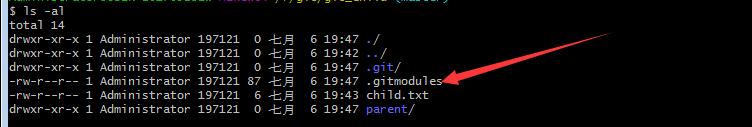 $ ls -al
total 14
drwxr-xr-x 1 Administrator 197121 0 七月 6 19:47 ./
drwxr-xr-x 1 Administrator 197121 0 七月 6 19:42 ../
drwxr-xr-x 1 Administrator 197121 0 七月 6 19:47 .git/
-rw-r--r-- 1 Administrator 197121 87 七月 6 19:47 .gitmodules
-rw-r--r-- 1 Administrator 197121 6 七月 6 19:43 child.txt
drwxr-xr-x 1 Administrator 197121 0 七月 6 19:47 parent/